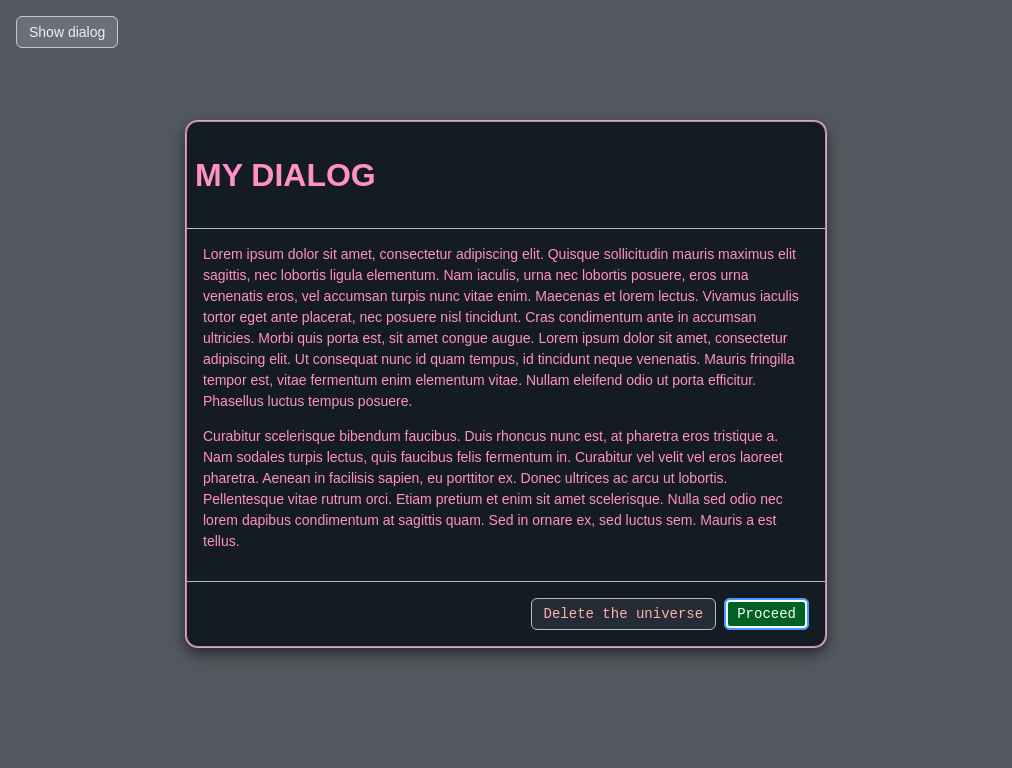 Show dialog
MY DIALOG
Lorem ipsum dolor sit amet, consectetur adipiscing elit. Quisque sollicitudin mauris maximus elit
sagittis, nec lobortis ligula elementum. Nam iaculis, urna nec lobortis posuere, eros urna
venenatis eros, vel accumsan turpis nunc vitae enim. Maecenas et lorem lectus. Vivamus iaculis
tortor eget ante placerat, nec posuere nisl tincidunt. Cras condimentum ante in accumsan
ultricies. Morbi quis porta est, sit amet congue augue. Lorem ipsum dolor sit amet, consectetur
adipiscing elit. Ut consequat nunc id quam tempus, id tincidunt neque venenatis. Mauris fringilla
tempor est, vitae fermentum enim elementum vitae. Nullam eleifend odio ut porta efficitur.
Phasellus luctus tempus posuere.
Curabitur scelerisque bibendum faucibus. Duis rhoncus nunc est, at pharetra eros tristique a.
Nam sodales turpis lectus, quis faucibus felis fermentum in. Curabitur vel velit vel eros laoreet
pharetra. Aenean in facilisis sapien, eu porttitor ex. Donec ultrices ac arcu ut lobortis.
Pellentesque vitae rutrum orci. Etiam pretium et enim sit amet scelerisque. Nulla sed odio nec
lorem dapibus condimentum at sagittis quam. Sed in ornare ex, sed luctus sem. Mauris a est
tellus.
Delete the universe
Proceed